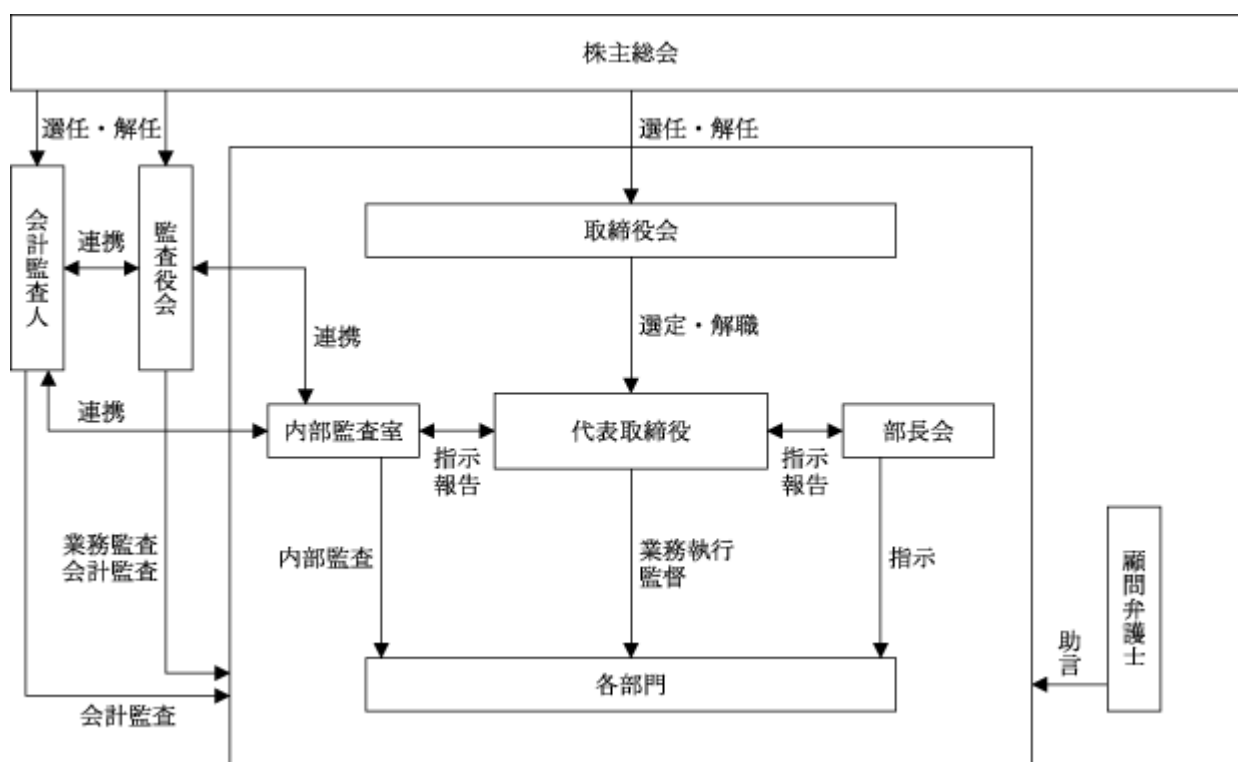 株主総会
選任・解任
選任・解任
会計監査人
連携
監査役会
取締役会
選定・解職
連携
連携
内部監査室
指示
報告
代表取締役
指示
報告
部長会
業務監査
会計監査
内部監査
業務執行
監督
指示
顧問弁護士
助言
各部門
会計監査